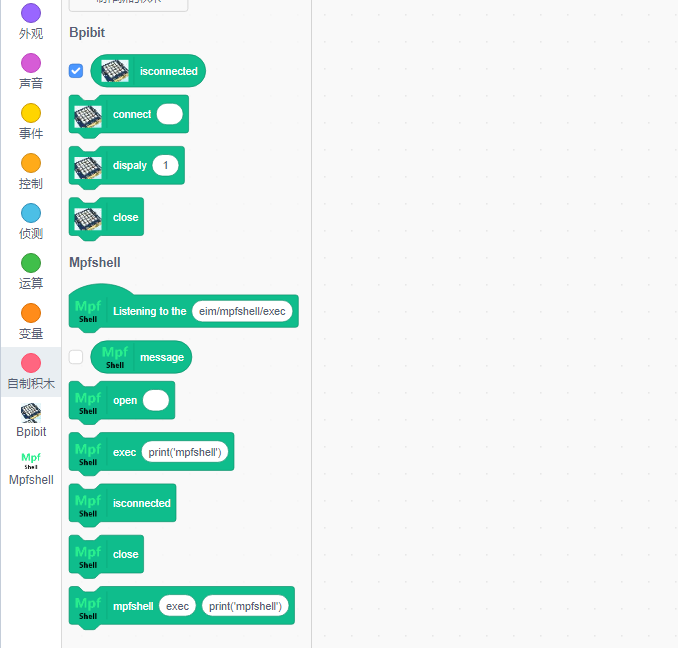 外观
声音
事件
控制
侦测
运算
变量
自制积木
Bpibit
Mpfshell
Mpf
Shell
Bpibit
isconnected
connect
dispaly 1
close
Mpfshell
Mpf
Shell
Listening to the eim/mpfshell/exec
Mpf
Shell
message
Mpf
Shell
open
Mpf
Shell
exec print('mpfshell')
Mpf
Shell
isconnected
Mpf
Shell
close
Mpf
Shell
mpfshell exec print('mpfshell')